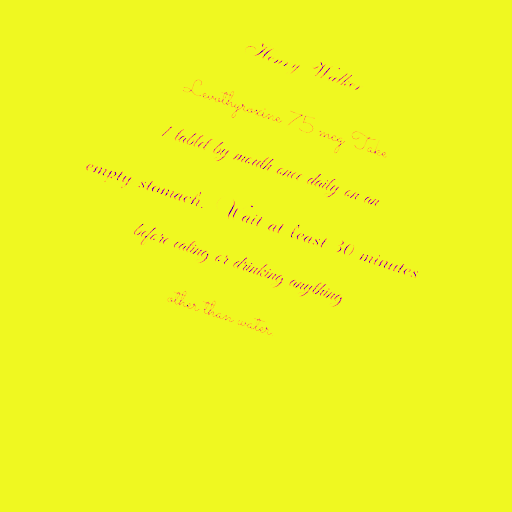 Henry Walker
Levothyroxine 75 mcg Take
1 tablet by mouth once daily on an
empty stomach. Wait at least 30 minutes
before eating or drinking anything
other than water